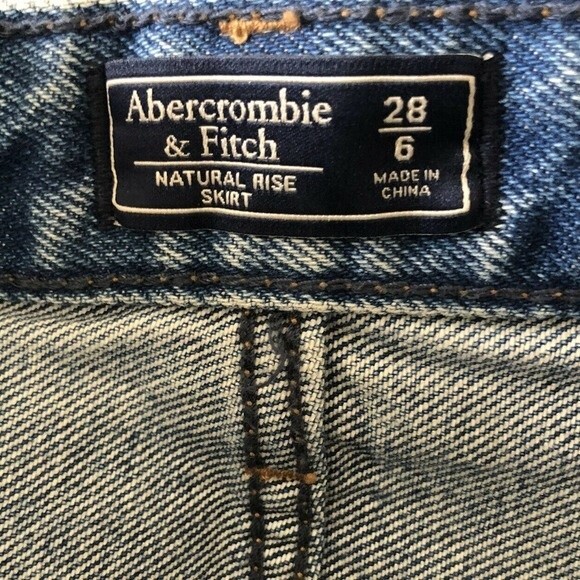 Abercrombie
& Fitch
NATURAL RISE
SKIRT
28
6
MADE IN
CHINA